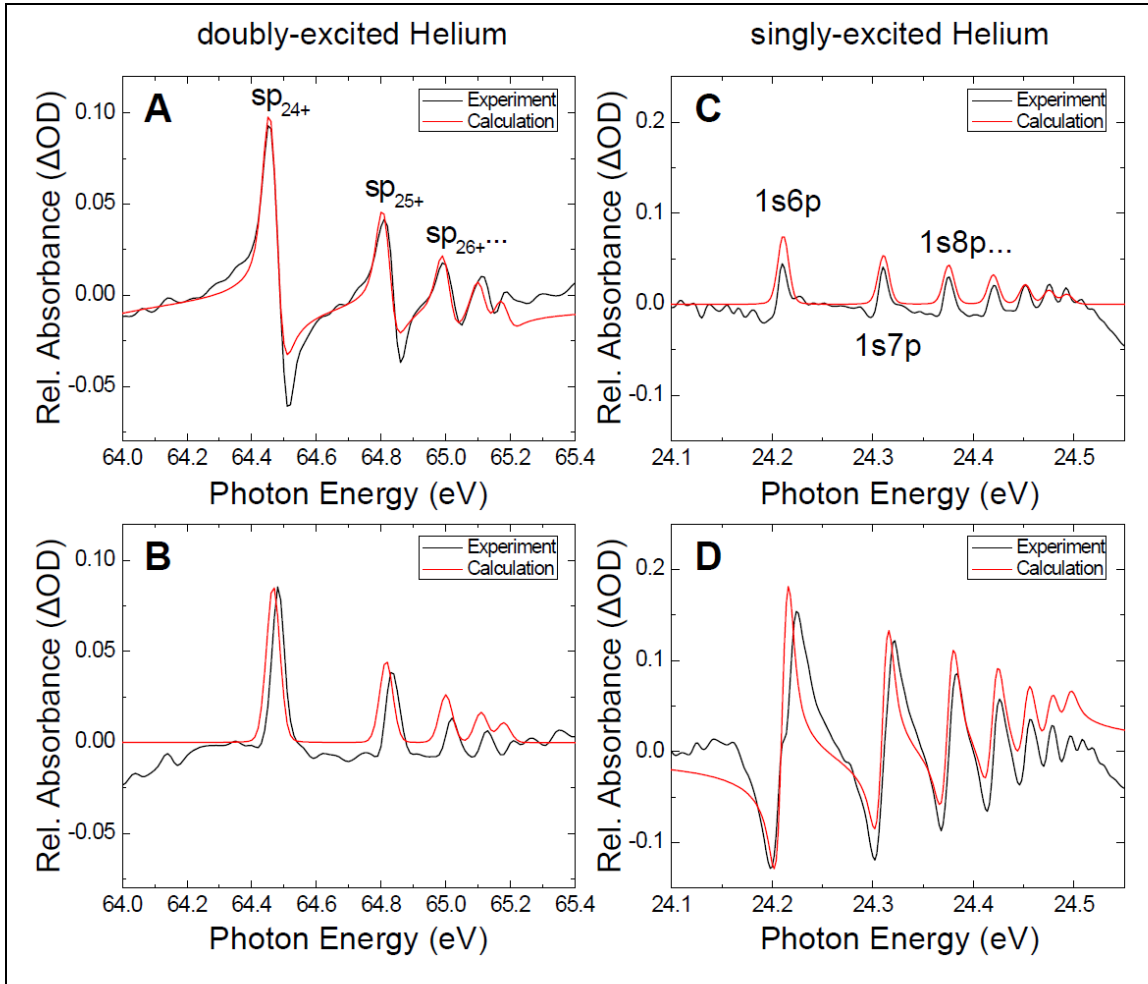 doubly-excited Helium
singly-excited Helium
A
sp24+
sp25+
sp26+...
Experiment
Calculation
Rel. Absorbance (ΔOD)
0.10
0.05
0.00
-0.05
64.0 64.2 64.4 64.6 64.8 65.0 65.2 65.4
Photon Energy (eV)
C
Experiment
Calculation
1s6p
1s8p...
1s7p
Rel. Absorbance (ΔOD)
0.2
0.1
0.0
-0.1
24.1 24.2 24.3 24.4 24.5
Photon Energy (eV)
B
Experiment
Calculation
Rel. Absorbance (ΔOD)
0.10
0.05
0.00
-0.05
64.0 64.2 64.4 64.6 64.8 65.0 65.2 65.4
Photon Energy (eV)
D
Experiment
Calculation
Rel. Absorbance (ΔOD)
0.2
0.1
0.0
-0.1
24.1 24.2 24.3 24.4 24.5
Photon Energy (eV)